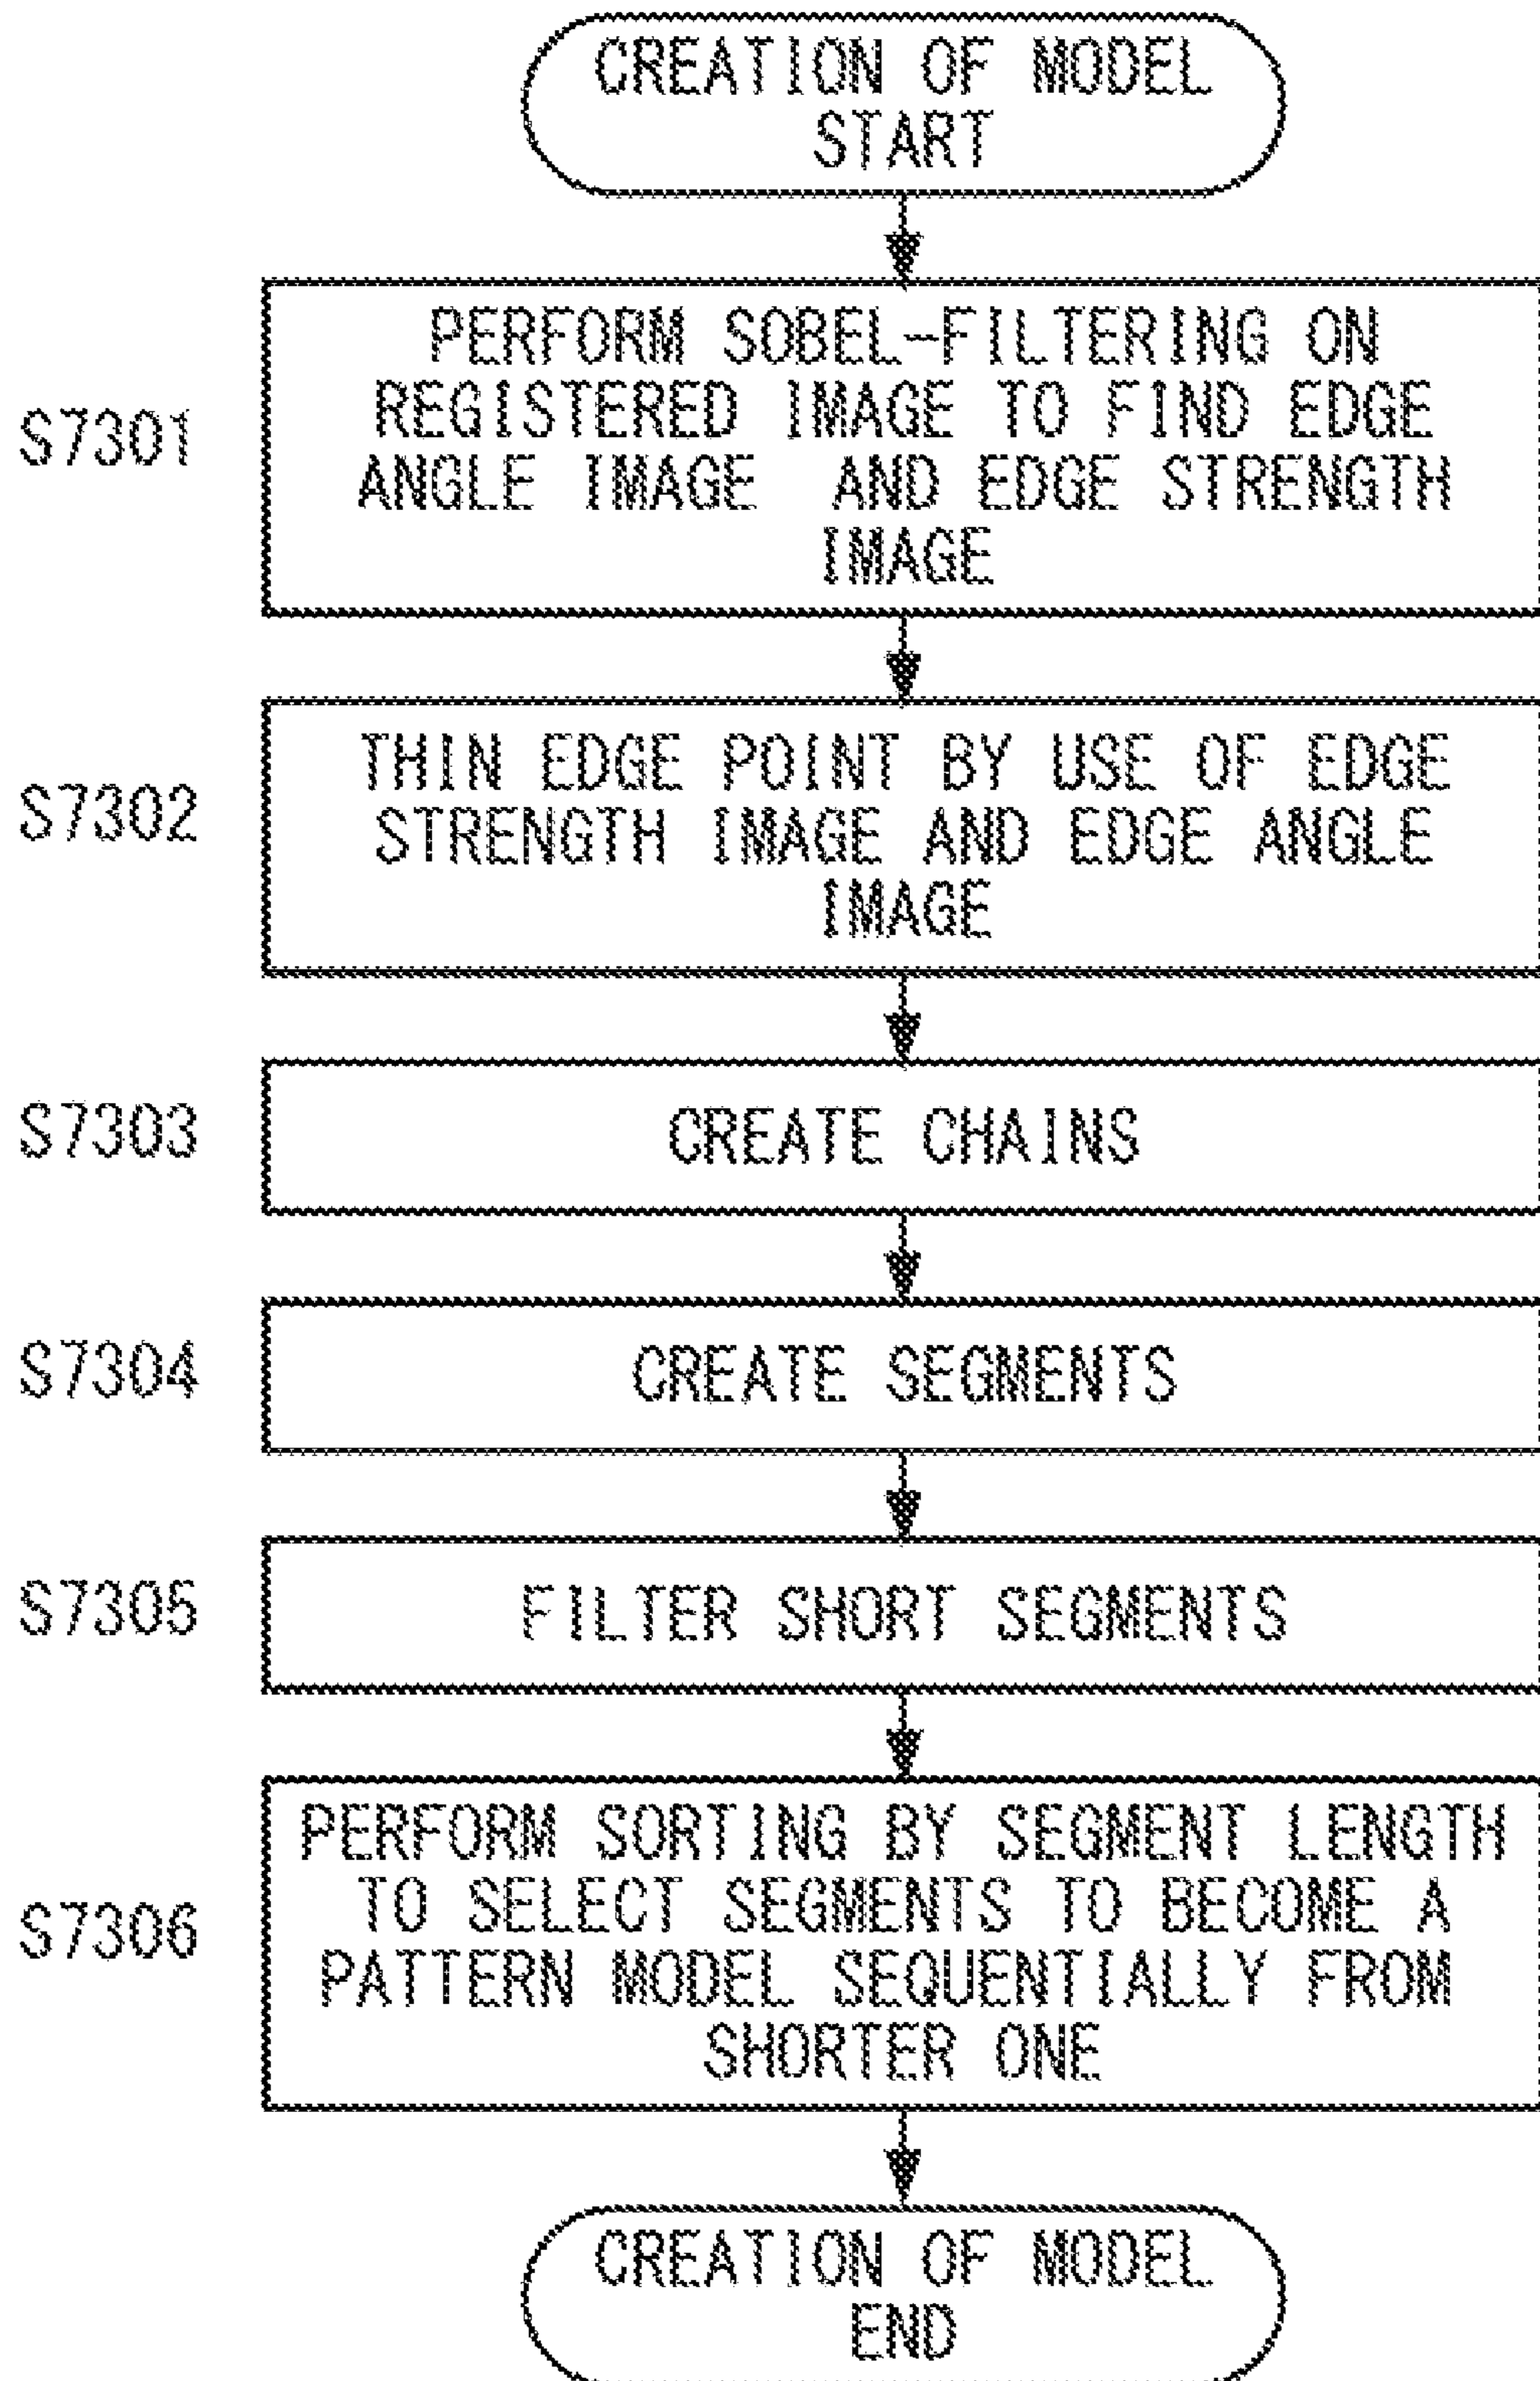 CREATION OF MODEL
START
S7301
PERFORM SOBEL-FILTERING ON
REGISTERED IMAGE TO FIND EDGE
ANGLE IMAGE AND EDGE STRENGTH
IMAGE
S7302
THIN EDGE POINT BY USE OF EDGE
STRENGTH IMAGE AND EDGE ANGLE
IMAGE
S7303
CREATE CHAINS
S7304
CREATE SEGMENTS
S7305
FILTER SHORT SEGMENTS
S7306
PERFORM SORTING BY SEGMENT LENGTH
TO SELECT SEGMENTS TO BECOME A
PATTERN MODEL SEQUENTIALLY FROM
SHORTER ONE
CREATION OF MODEL
END